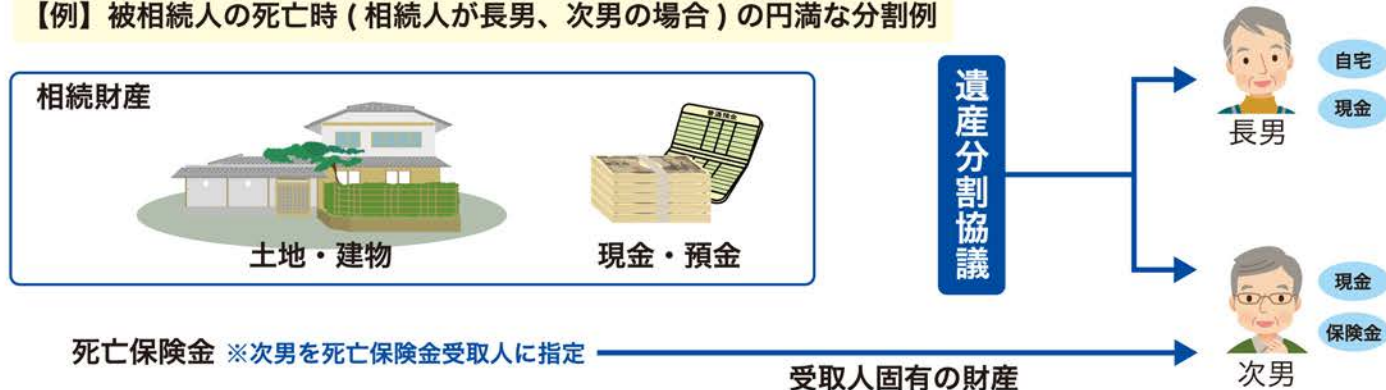 【例】被相続人の死亡時 ( 相続人が長男、次男の場合 ) の円満な分割例
相続財産
普通預金
土地・建物
現金・預金
遺産分割協議
自宅
現金
長男
現金
保険金
次男
死亡保険金 ※次男を死亡保険金受取人に指定
受取人固有の財産